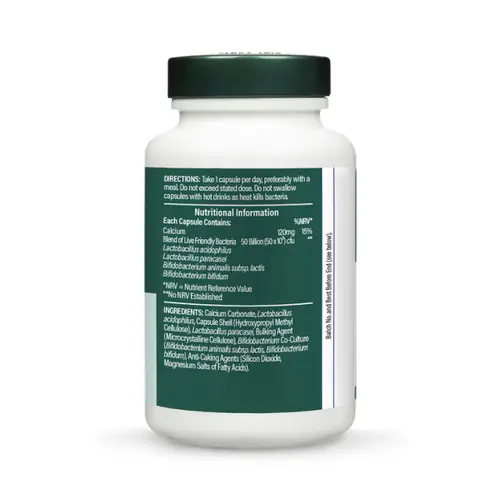 DIRECTIONS: Take 1 capsule per day, preferably with a
meal. Do not exceed stated dose. Do not swallow
capsules with hot drinks as heat kills bacteria.
Nutritional Information
Each Capsule Contains: %NRV*
Calcium 120mg 15%
Blend of Live Friendly Bacteria 50 Billion (50 x 10⁹) cfu **
Lactobacillus acidophilus
Lactobacillus paracasei
Bifidobacterium animalis subsp. lactis
Bifidobacterium bifidum
*NRV = Nutrient Reference Value
**No NRV Established
INGREDIENTS: Calcium Carbonate, Lactobacillus
acidophilus, Capsule Shell (Hydroxypropyl Methyl
Cellulose), Lactobacillus paracasei, Bulking Agent
(Microcrystalline Cellulose), Bifidobacterium Co-Culture
(Bifidobacterium animalis subsp. lactis, Bifidobacterium
bifidum), Anti-Caking Agents (Silicon Dioxide,
Magnesium Salts of Fatty Acids).
Batch No. and Best Before End (see below).